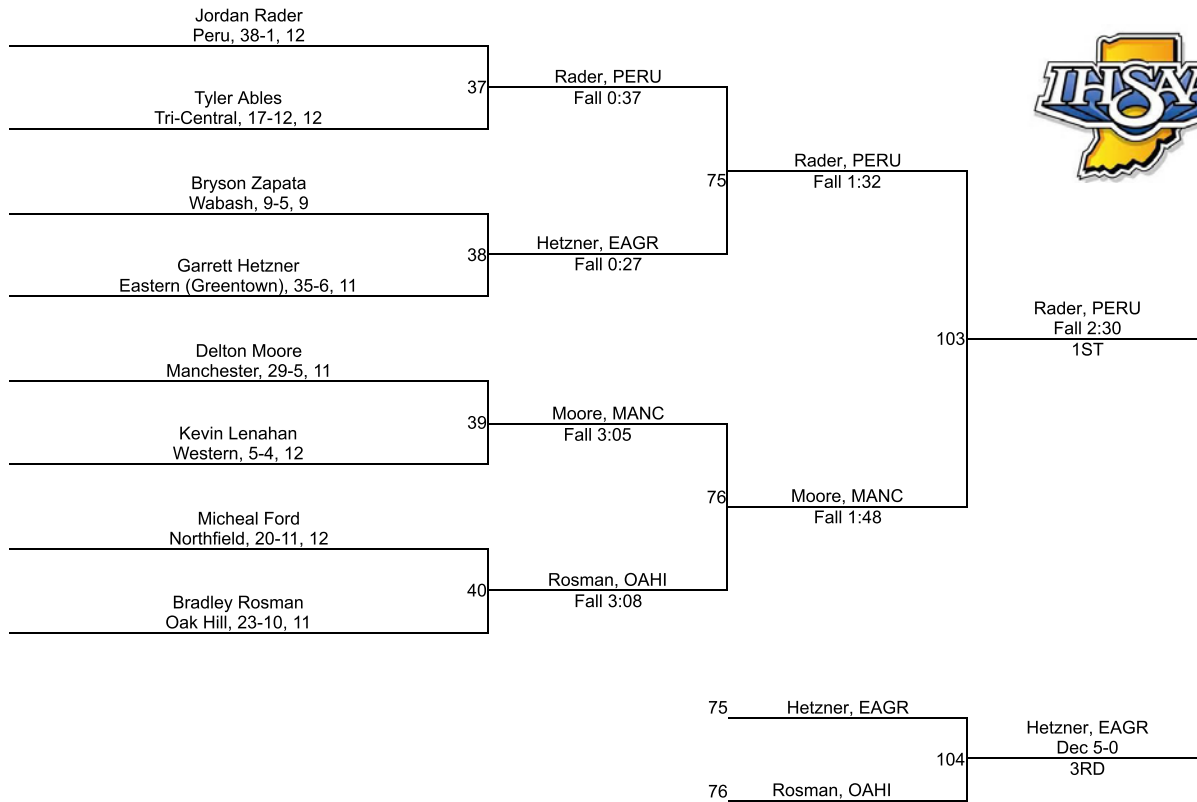 Jordan Rader
Peru, 38-1, 12
37
Rader, PERU
Fall 0:37
Tyler Ables
Tri-Central, 17-12, 12
75
Rader, PERU
Fall 1:32
Bryson Zapata
Wabash, 9-5, 9
38
Hetzner, EAGR
Fall 0:27
Garrett Hetzner
Eastern (Greentown), 35-6, 11
103
Rader, PERU
Fall 2:30
1ST
Delton Moore
Manchester, 29-5, 11
39
Moore, MANC
Fall 3:05
Kevin Lenahan
Western, 5-4, 12
76
Moore, MANC
Fall 1:48
Micheal Ford
Northfield, 20-11, 12
40
Rosman, OAHI
Fall 3:08
Bradley Rosman
Oak Hill, 23-10, 11
75
Hetzner, EAGR
104
Hetzner, EAGR
Dec 5-0
3RD
76
Rosman, OAHI
IHSAA